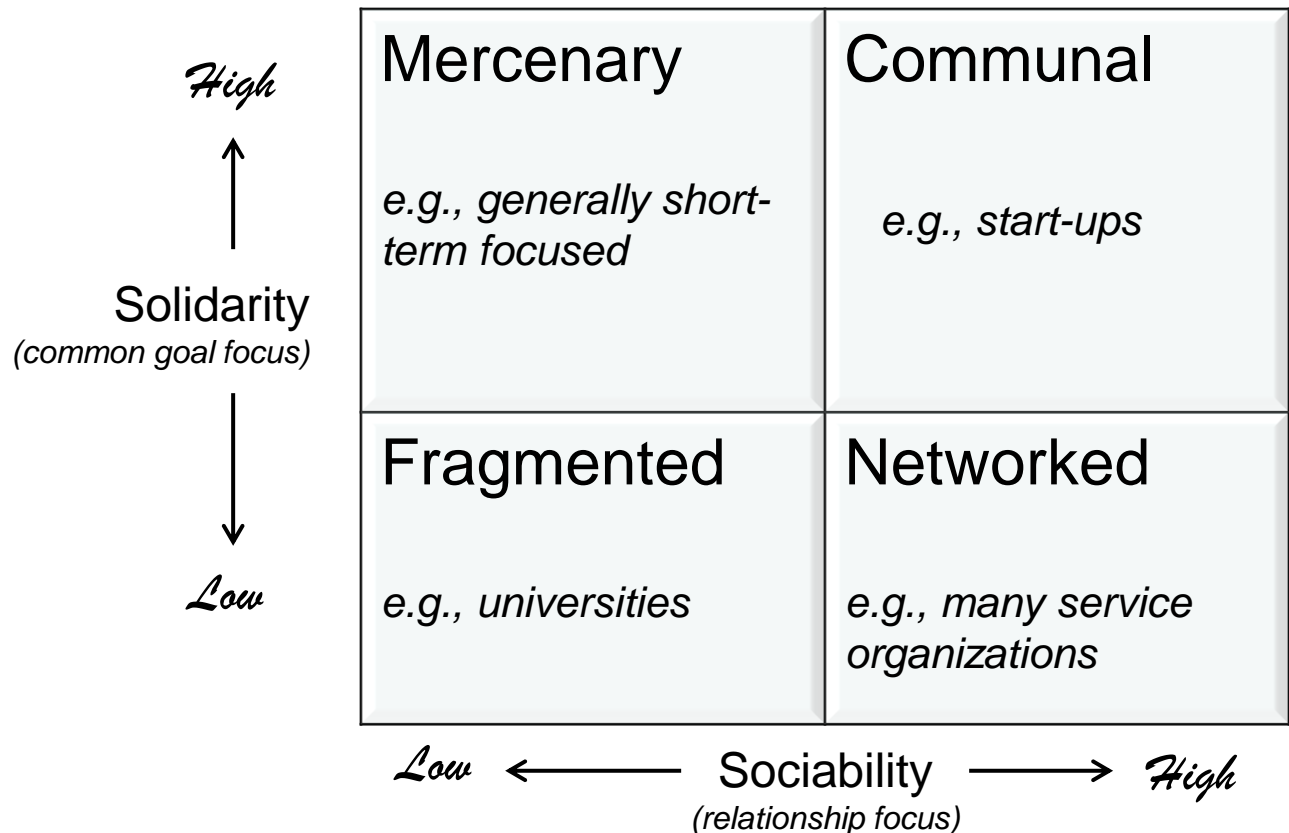 High
Solidarity
(common goal focus)
Low
Mercenary
e.g., generally short-
term focused
Communal
e.g., start-ups
Fragmented
e.g., universities
Networked
e.g., many service
organizations
Low
Sociability
(relationship focus)
High